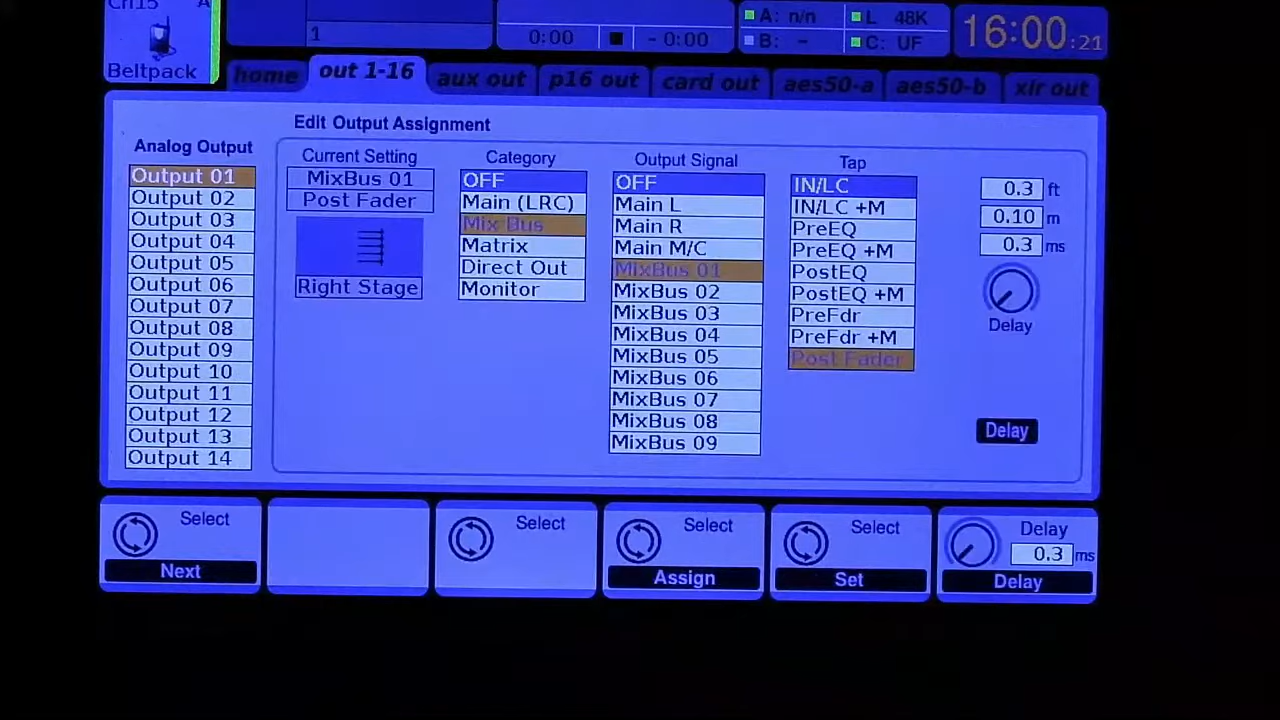 Ch15 A
Beltpack
1
0:00
- 0:00
A: n/n
B: -
L 48K
C: UF
16:00:21
home
out 1-16
aux out
p16 out
card out
aes50-a
aes50-b
xlr out
Edit Output Assignment
Analog Output
Output 01
Output 02
Output 03
Output 04
Output 05
Output 06
Output 07
Output 08
Output 09
Output 10
Output 11
Output 12
Output 13
Output 14
Current Setting
MixBus 01
Post Fader
Right Stage
Category
OFF
Main (LRC)
Mix Bus
Matrix
Direct Out
Monitor
Output Signal
OFF
Main L
Main R
Main M/C
MixBus 01
MixBus 02
MixBus 03
MixBus 04
MixBus 05
MixBus 06
MixBus 07
MixBus 08
MixBus 09
Tap
IN/LC
IN/LC +M
PreEQ
PreEQ +M
PostEQ
PostEQ +M
PreFdr
PreFdr +M
Post Fader
0.3 ft
0.10 m
0.3 ms
Delay
Delay
Select
Next
Select
Select
Assign
Select
Set
Delay
0.3 ms
Delay